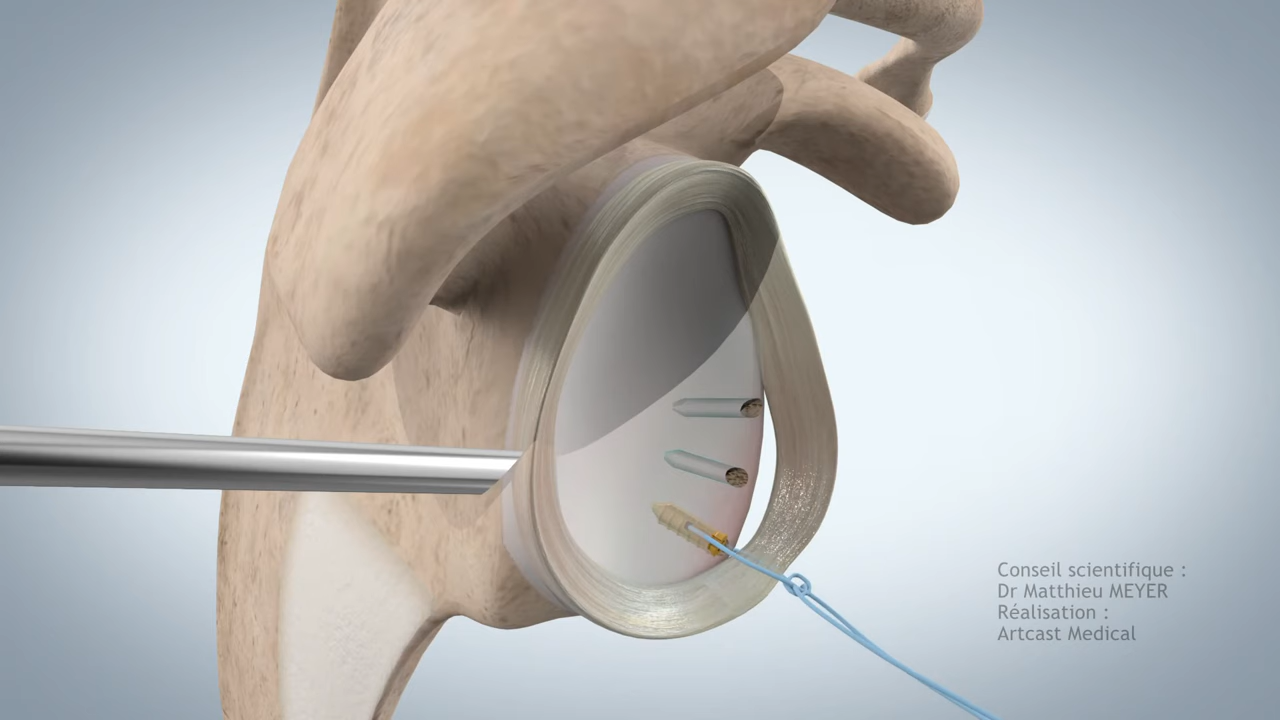 Conseil scientifique :
Dr Matthieu MEYER
Réalisation :
Artcast Medical